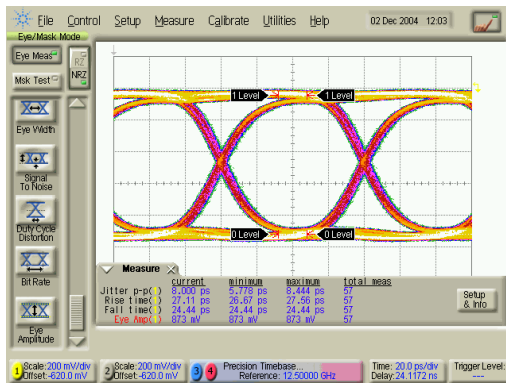 File Control Setup Measure Calibrate Utilities Help 02 Dec 2004 12:03
Eye/Mask Mode
Eye Meas
RZ
NRZ
Msk Test
Eye Width
Signal
To Noise
Duty Cycle
Distortion
Bit Rate
Eye
Amplitude
1 Level 1 Level
0 Level 0 Level
Measure
current minimum maximum total meas
Jitter p-p( ) 8.000 ps 5.778 ps 8.444 ps 57
Rise time( ) 27.11 ps 26.67 ps 27.56 ps 57
Fall time( ) 24.44 ps 24.44 ps 24.44 ps 57
Eye Amp( ) 873 mV 873 mV 873 mV 57
Setup
& Info
1 Scale:200 mV/div
Offset:-620.0 mV
2 Scale:200 mV/div
Offset:-620.0 mV
3 4 Precision Timebase...
Reference: 12.50000 GHz
Time: 20.0 ps/div
Delay:24.1172 ns
Trigger Level:
---